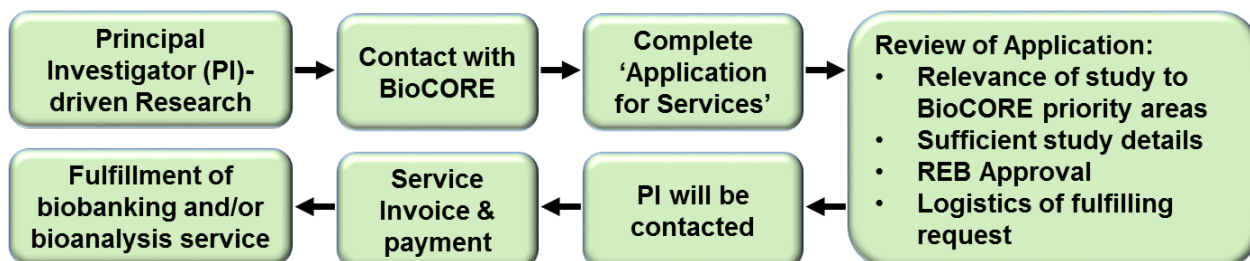 Principal
Investigator (PI)-
driven Research
Contact with
BioCORE
Complete
‘Application
for Services’
Review of Application:
• Relevance of study to
BioCORE priority areas
• Sufficient study details
• REB Approval
• Logistics of fulfilling
request
PI will be
contacted
Service
Invoice &
payment
Fulfillment of
biobanking and/or
bioanalysis service